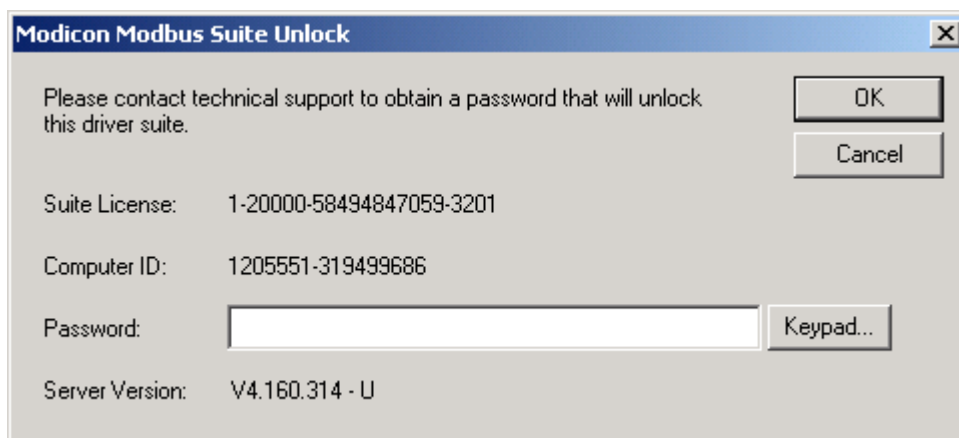 Modicon Modbus Suite Unlock
Please contact technical support to obtain a password that will unlock
this driver suite.
OK
Cancel
Suite License: 1-20000-58494847059-3201
Computer ID: 1205551-319499686
Password: Keypad...
Server Version: V4.160.314 - U